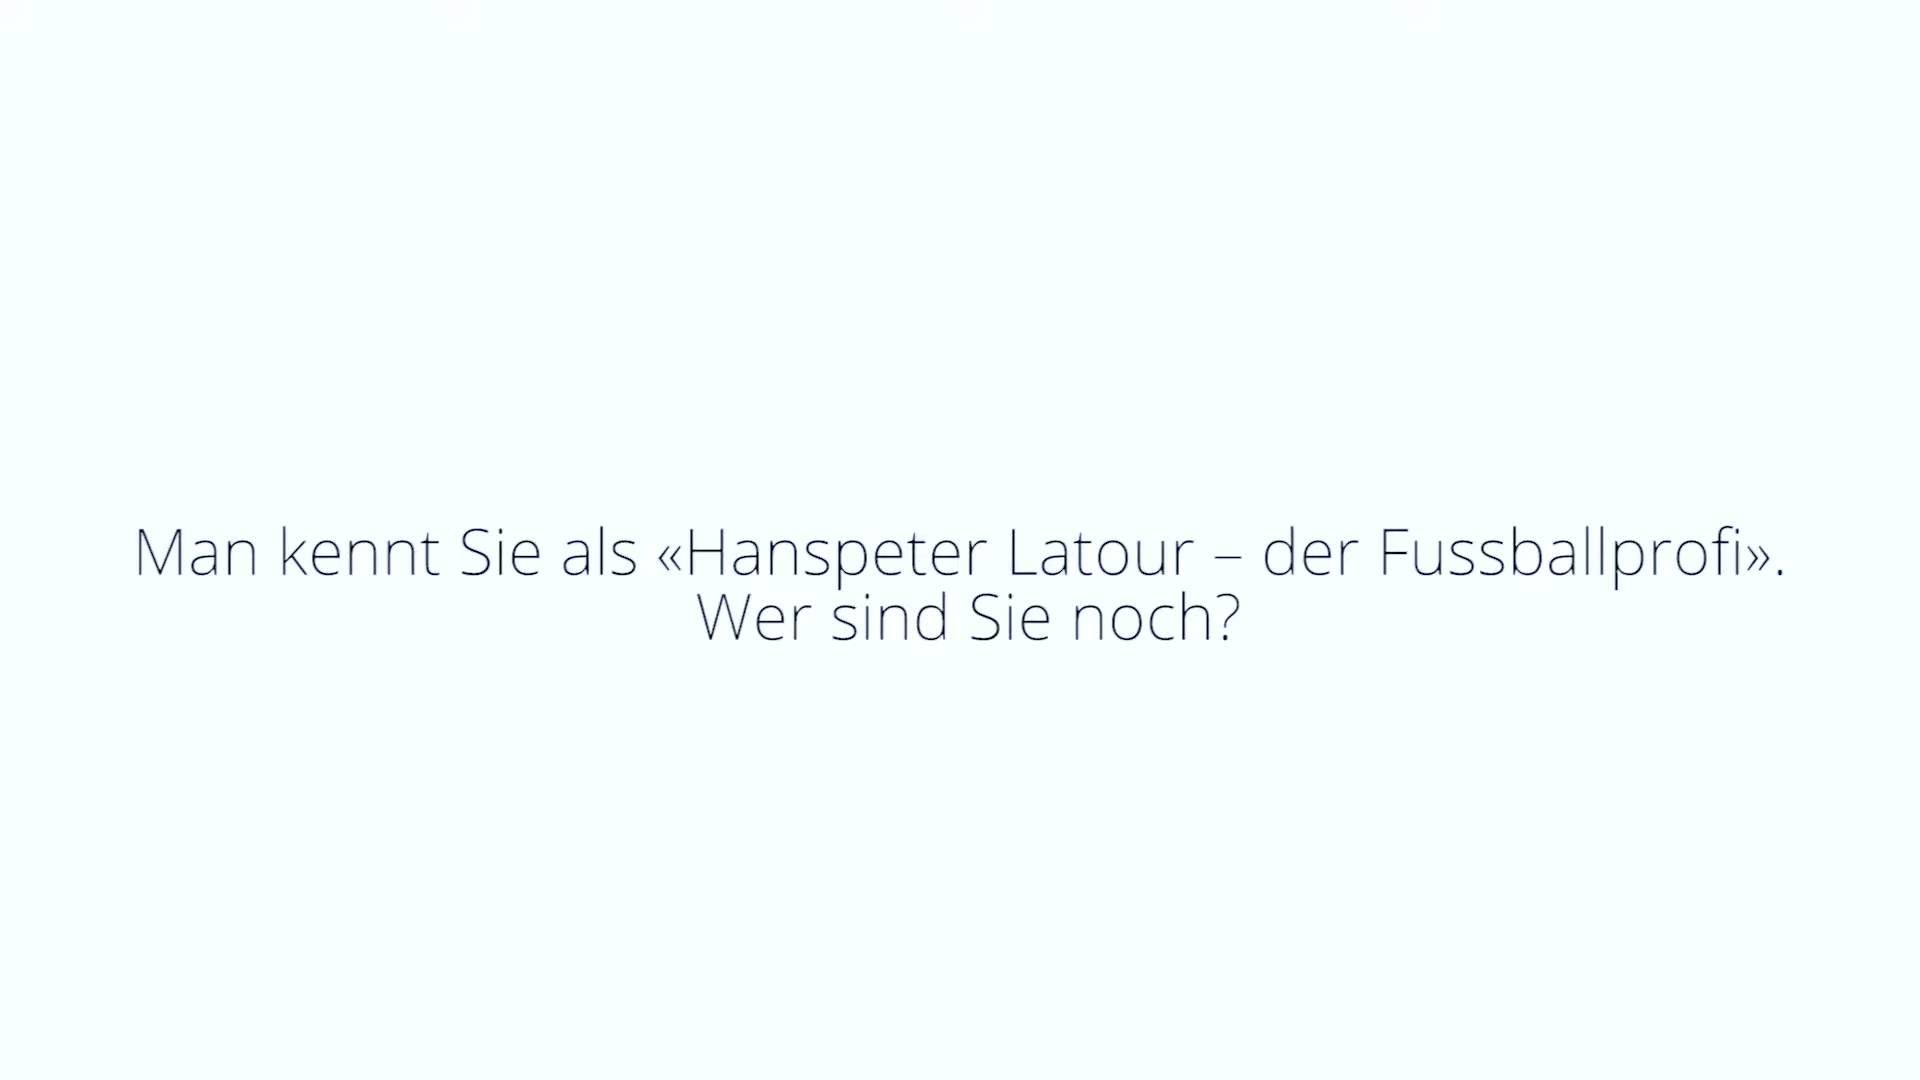 Man kennt Sie als «Hanspeter Latour – der Fussballprofi».
Wer sind Sie noch?